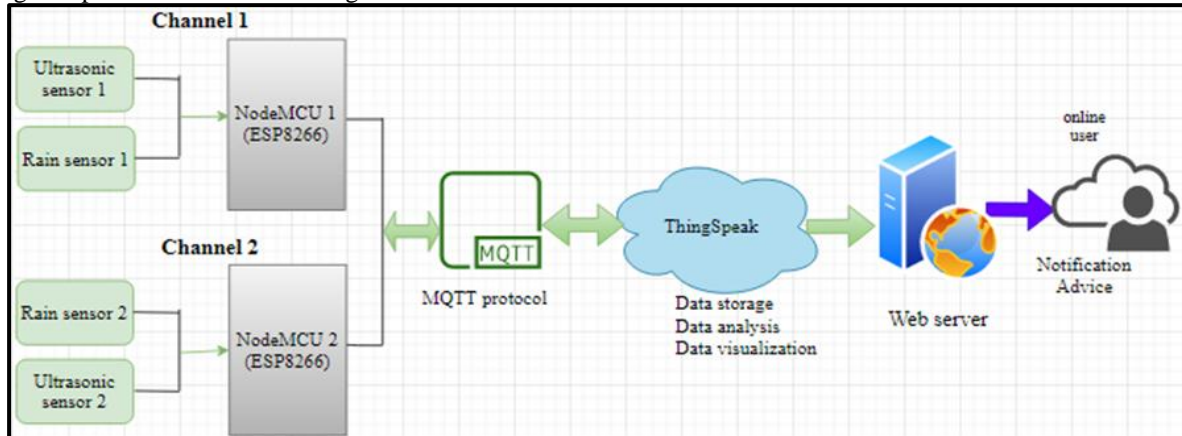 Channel 1
Ultrasonic
sensor 1
Rain sensor 1
NodeMCU 1
(ESP8266)
Channel 2
Rain sensor 2
Ultrasonic
sensor 2
NodeMCU 2
(ESP8266)
MQTT
MQTT protocol
ThingSpeak
Data storage
Data analysis
Data visualization
Web server
online
user
Notification
Advice